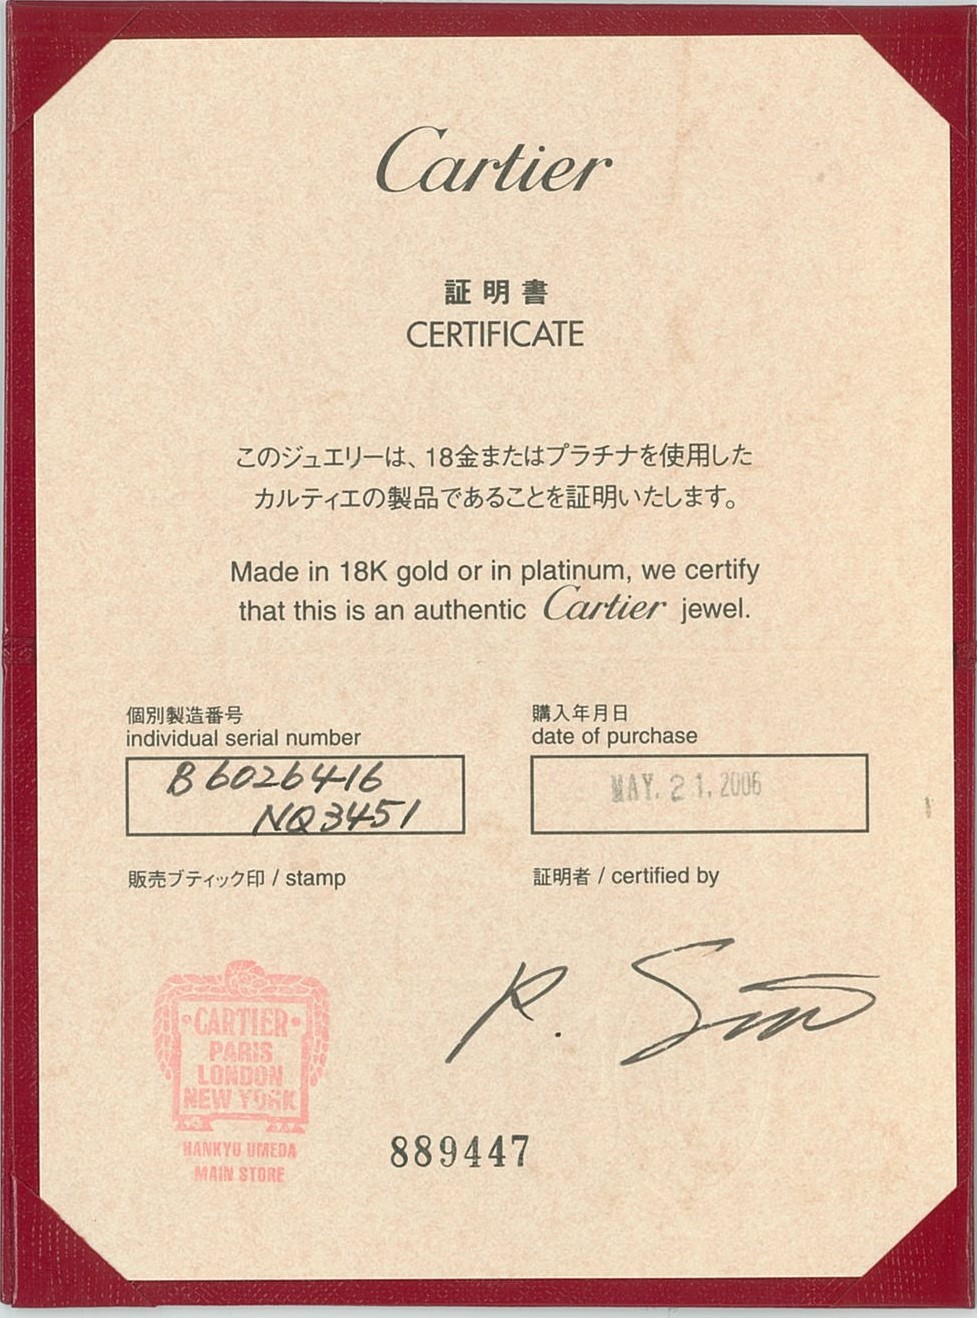 Cartier
証明書
CERTIFICATE
このジュエリーは、18金またはプラチナを使用した
カルティエの製品であることを証明いたします。
Made in 18K gold or in platinum, we certify
that this is an authentic Cartier jewel.
個別製造番号
individual serial number
B6026416
NQ3451
購入年月日
date of purchase
MAY. 21. 2006
販売ブティック印 / stamp
証明者 / certified by
CARTIER
PARIS
LONDON
NEW YORK
HANKYU UMEDA
MAIN STORE
889447